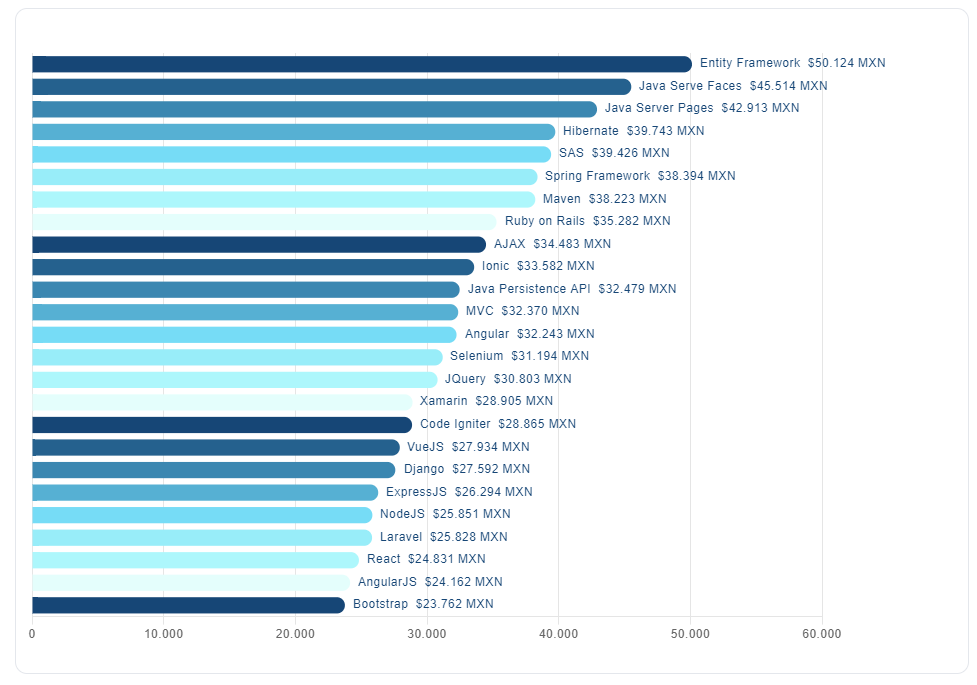 Entity Framework $50.124 MXN
Java Serve Faces $45.514 MXN
Java Server Pages $42.913 MXN
Hibernate $39.743 MXN
SAS $39.426 MXN
Spring Framework $38.394 MXN
Maven $38.223 MXN
Ruby on Rails $35.282 MXN
AJAX $34.483 MXN
Ionic $33.582 MXN
Java Persistence API $32.479 MXN
MVC $32.370 MXN
Angular $32.243 MXN
Selenium $31.194 MXN
JQuery $30.803 MXN
Xamarin $28.905 MXN
Code Igniter $28.865 MXN
VueJS $27.934 MXN
Django $27.592 MXN
ExpressJS $26.294 MXN
NodeJS $25.851 MXN
Laravel $25.828 MXN
React $24.831 MXN
AngularJS $24.162 MXN
Bootstrap $23.762 MXN
0 10.000 20.000 30.000 40.000 50.000 60.000